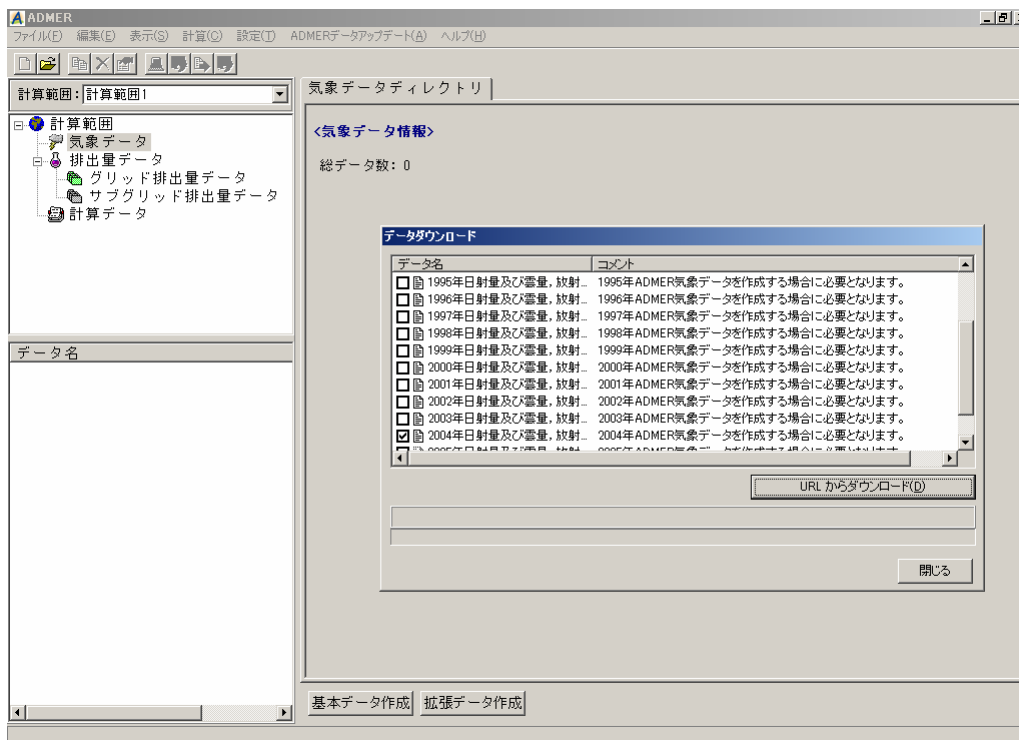 ADMER
ファイル(F) 編集(E) 表示(S) 計算(C) 設定(T) ADMERデータアップデート(A) ヘルプ(H)
計算範囲: 計算範囲1
計算範囲
気象データ
排出量データ
グリッド排出量データ
サブグリッド排出量データ
計算データ
データ名
気象データディレクトリ
<気象データ情報>
総データ数: 0
データダウンロード
データ名 コメント
1995年日射量及び雲量, 放射... 1995年ADMER気象データを作成する場合に必要となります。
1996年日射量及び雲量, 放射... 1996年ADMER気象データを作成する場合に必要となります。
1997年日射量及び雲量, 放射... 1997年ADMER気象データを作成する場合に必要となります。
1998年日射量及び雲量, 放射... 1998年ADMER気象データを作成する場合に必要となります。
1999年日射量及び雲量, 放射... 1999年ADMER気象データを作成する場合に必要となります。
2000年日射量及び雲量, 放射... 2000年ADMER気象データを作成する場合に必要となります。
2001年日射量及び雲量, 放射... 2001年ADMER気象データを作成する場合に必要となります。
2002年日射量及び雲量, 放射... 2002年ADMER気象データを作成する場合に必要となります。
2003年日射量及び雲量, 放射... 2003年ADMER気象データを作成する場合に必要となります。
2004年日射量及び雲量, 放射... 2004年ADMER気象データを作成する場合に必要となります。
URL からダウンロード(D)
閉じる
基本データ作成 拡張データ作成